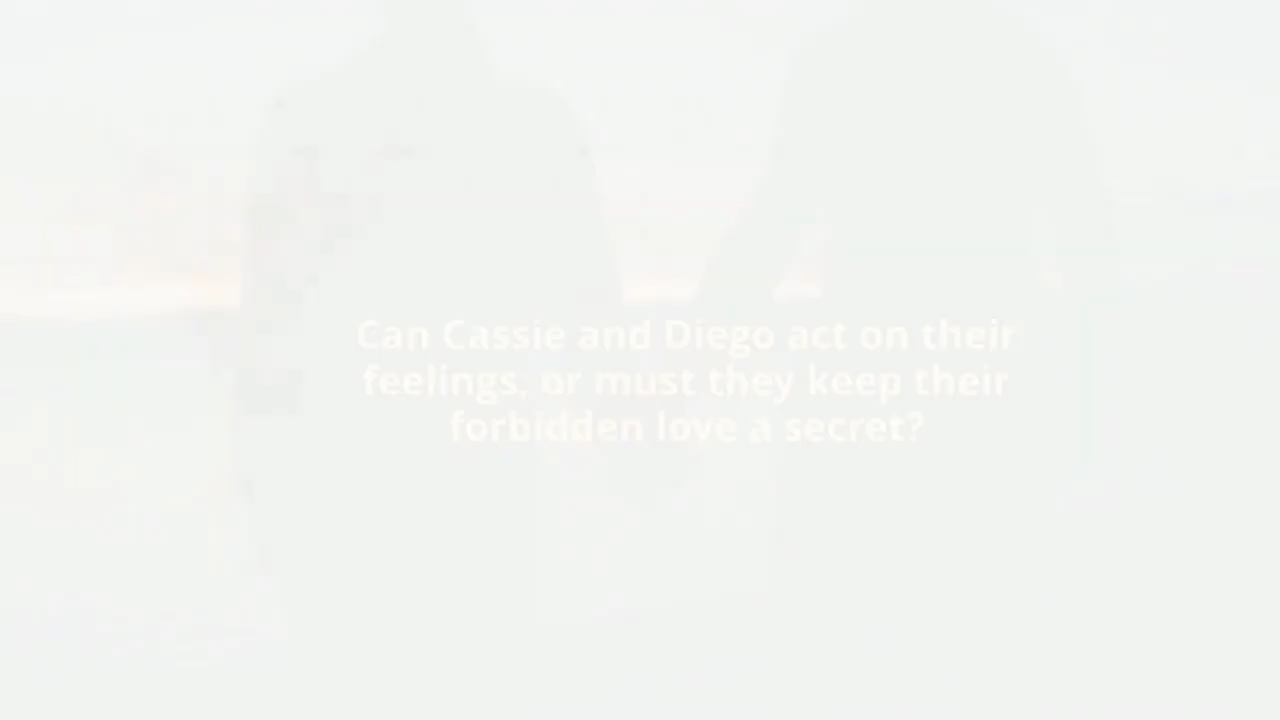 Can Cassie and Diego act on their
feelings, or must they keep their
forbidden love a secret?